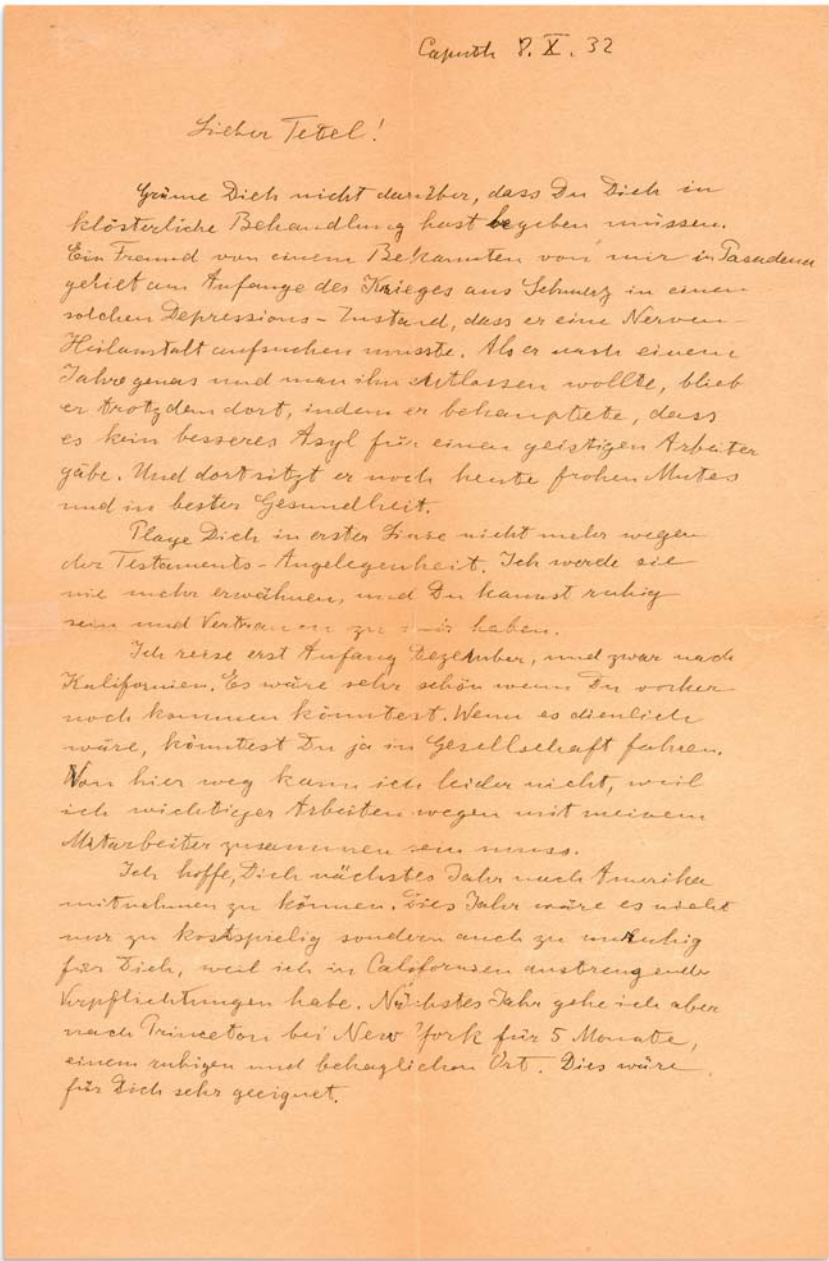 Caputh 8. X. 32
Lieber Tetel!
Gräme Dich nicht darüber, dass Du Dich in
klösterliche Behandlung hast begeben müssen.
Ein Freund von einem Bekannten von mir in Pasadena
geriet am Anfange des Krieges aus Schmerz in einen
solchen Depressions-Zustand, dass er eine Nerven-
Heilanstalt aufsuchen musste. Als er nach einem
Jahre genas und man ihn entlassen wollte, blieb
er trotzdem dort, indem er behauptete, dass
es kein besseres Asyl für einen geistigen Arbeiter
gäbe. Und dort sitzt er noch heute frohen Mutes
und in bester Gesundheit.
Plage Dich in erster Linie nicht mehr wegen
der Testaments-Angelegenheit. Ich werde sie
nie mehr erwähnen, und Du kannst ruhig
sein und Vertrauen zu mir haben.
Ich reise erst Anfang Dezember, und zwar nach
Kalifornien. Es wäre sehr schön wenn Du vorher
noch kommen könntest. Wenn es dienlich
wäre, könntest Du ja in Gesellschaft fahren.
Von hier weg kann ich leider nicht, weil
ich wichtiger Arbeiten wegen mit meinem
Mitarbeiter zusammen sein muss.
Ich hoffe, Dich nächstes Jahr nach Amerika
mitnehmen zu können. Dies Jahr wäre es nicht
nur zu kostspielig sondern auch zu unruhig
für Dich, weil ich in Californien anstrengende
Verpflichtungen habe. Nächstes Jahr gehe ich aber
nach Princeton bei New York für 5 Monate,
einem ruhigen und behaglichen Ort. Dies wäre
für Dich sehr geeignet.